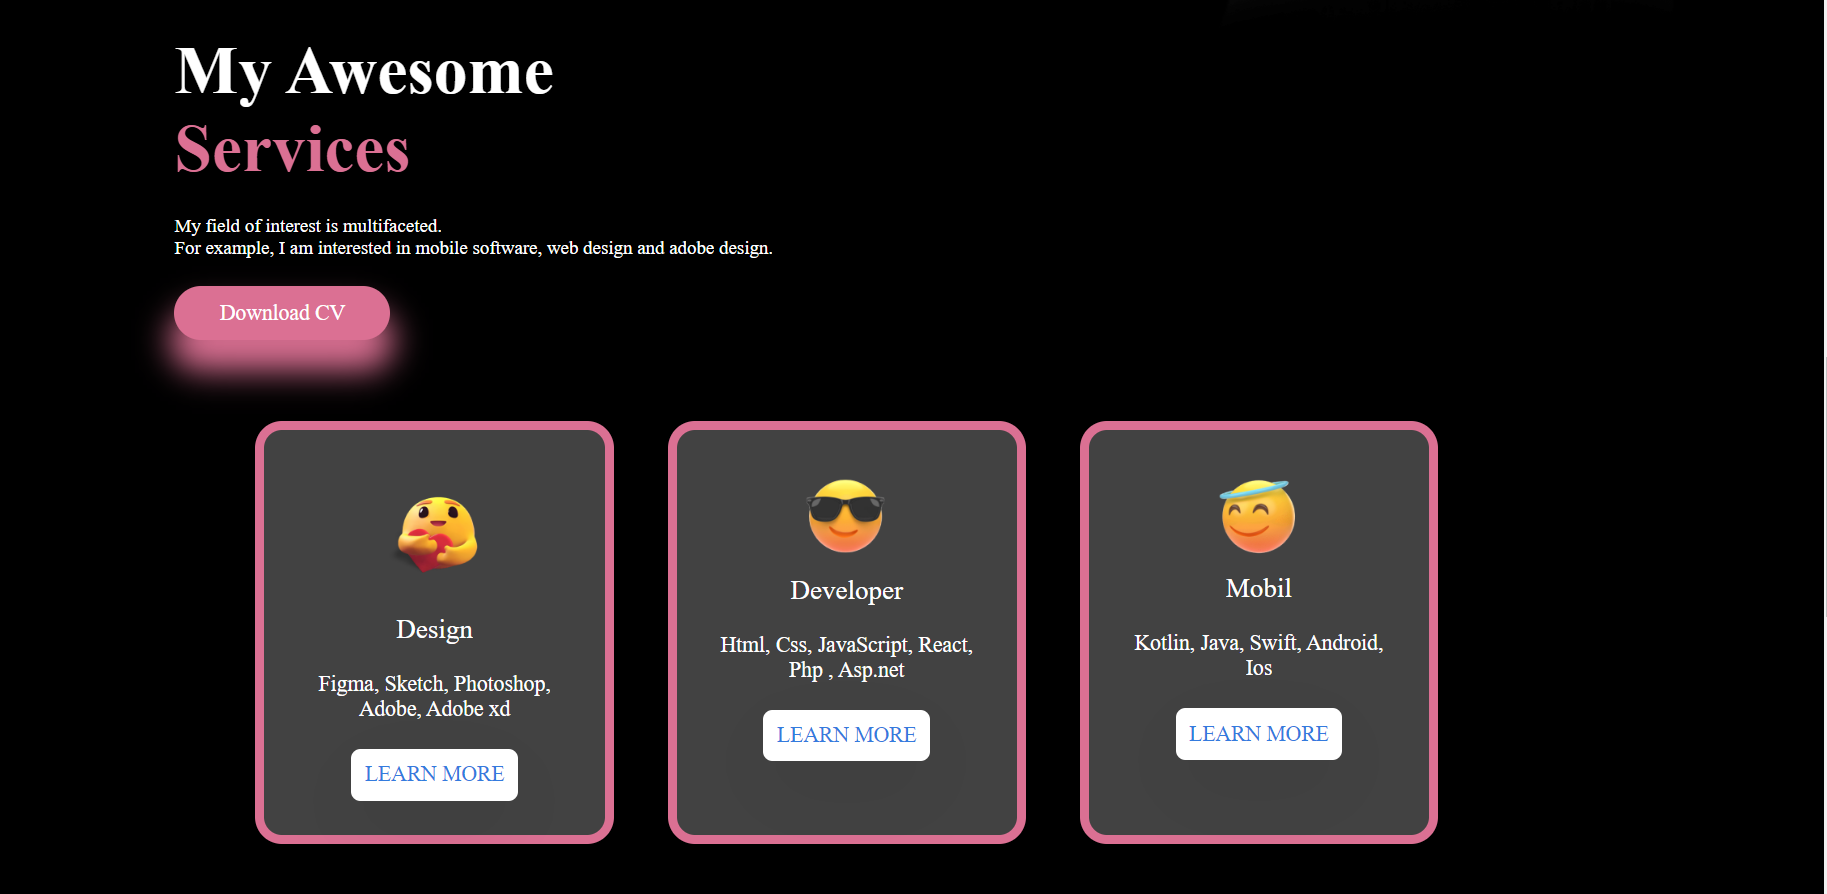 My Awesome
Services
My field of interest is multifaceted.
For example, I am interested in mobile software, web design and adobe design.
Download CV
Design
Figma, Sketch, Photoshop,
Adobe, Adobe xd
LEARN MORE
Developer
Html, Css, JavaScript, React,
Php , Asp.net
LEARN MORE
Mobil
Kotlin, Java, Swift, Android,
Ios
LEARN MORE